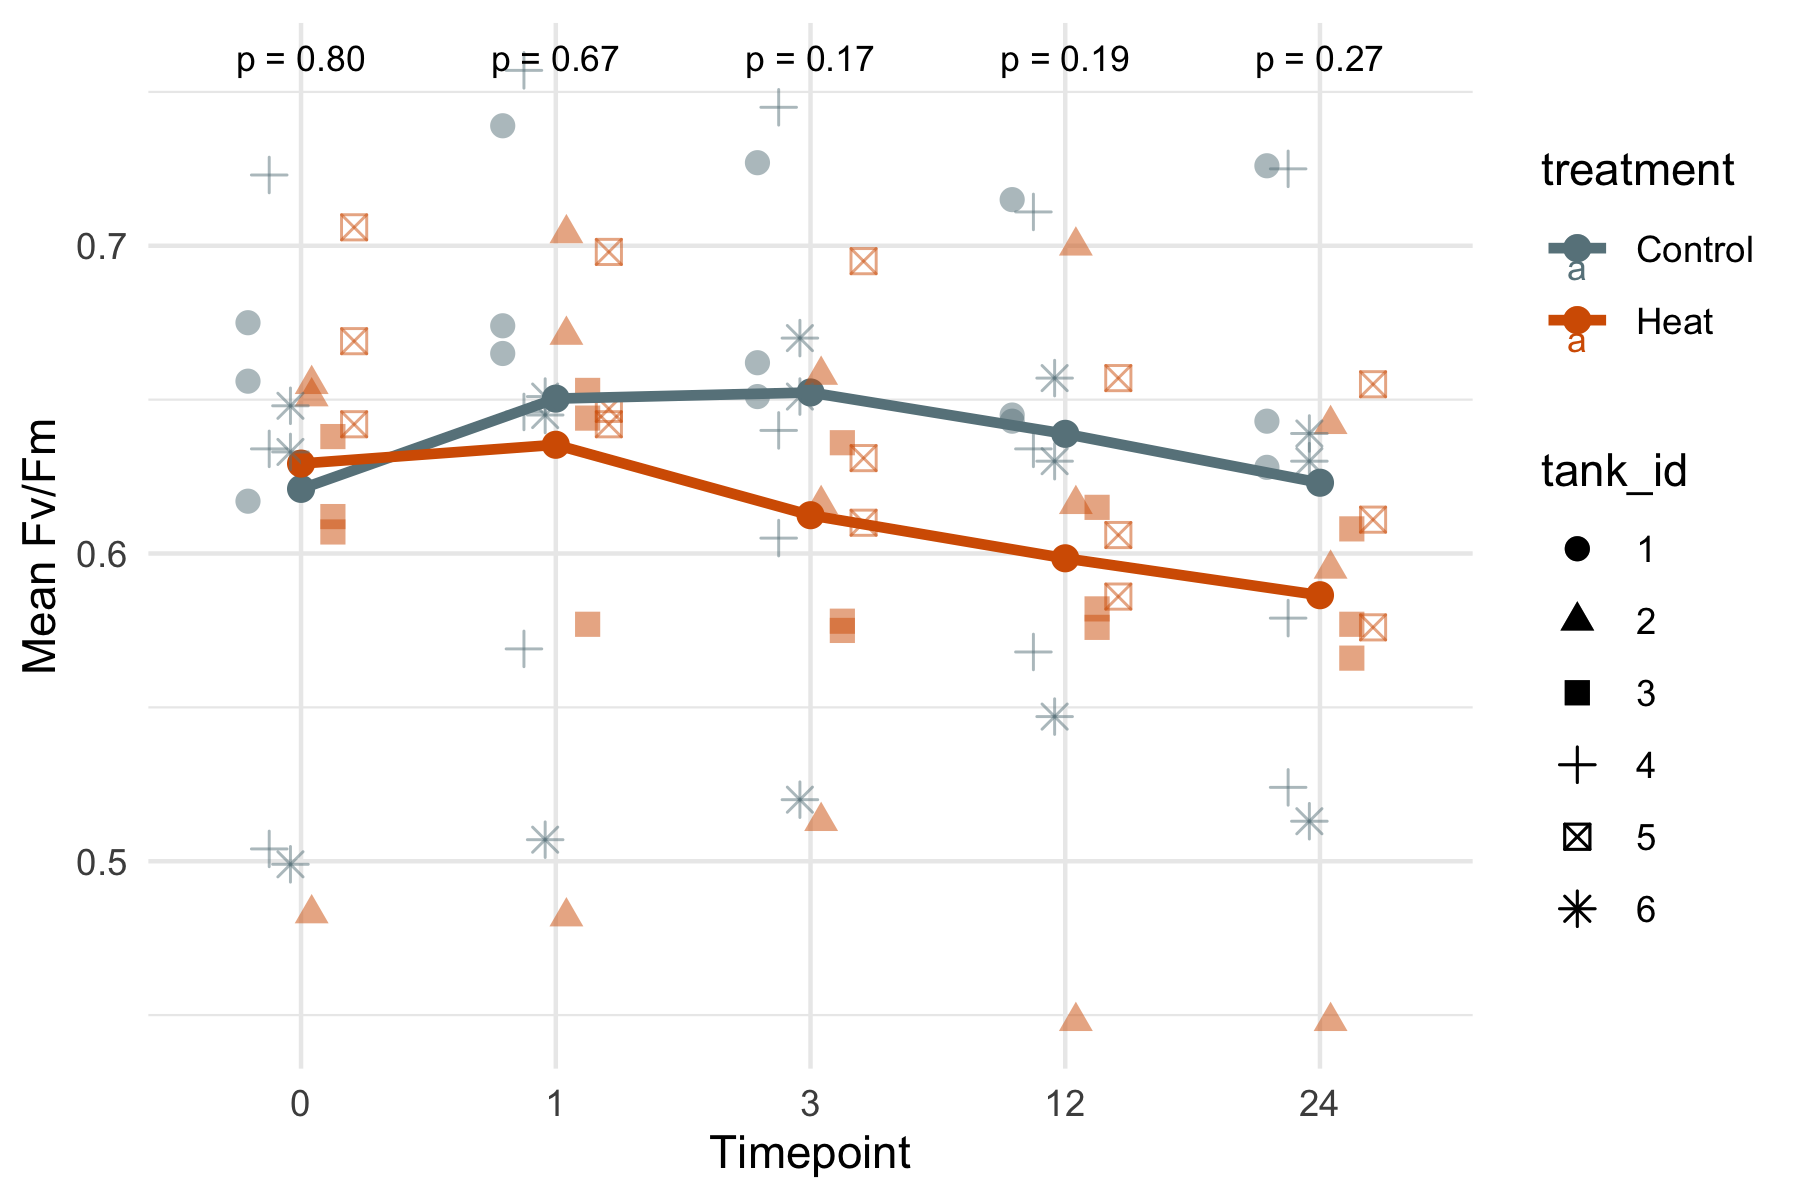 p = 0.80 p = 0.67 p = 0.17 p = 0.19 p = 0.27
0.7
0.6
0.5
Mean Fv/Fm
0 1 3 12 24
Timepoint
treatment
a Control
a Heat
tank_id
1
2
3
4
5
6